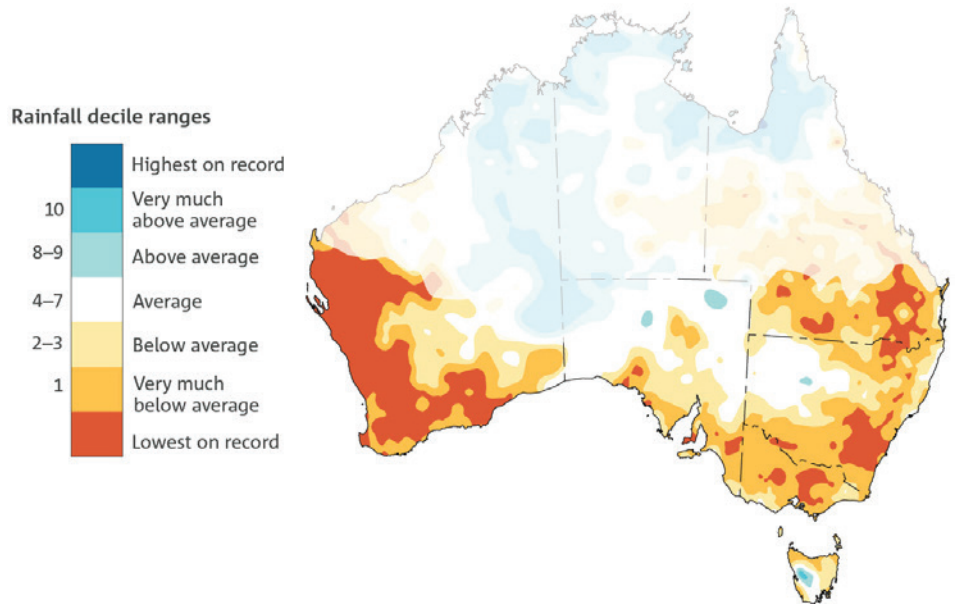 Rainfall decile ranges
Highest on record
10
Very much
above average
8–9
Above average
4–7
Average
2–3
Below average
1
Very much
below average
Lowest on record